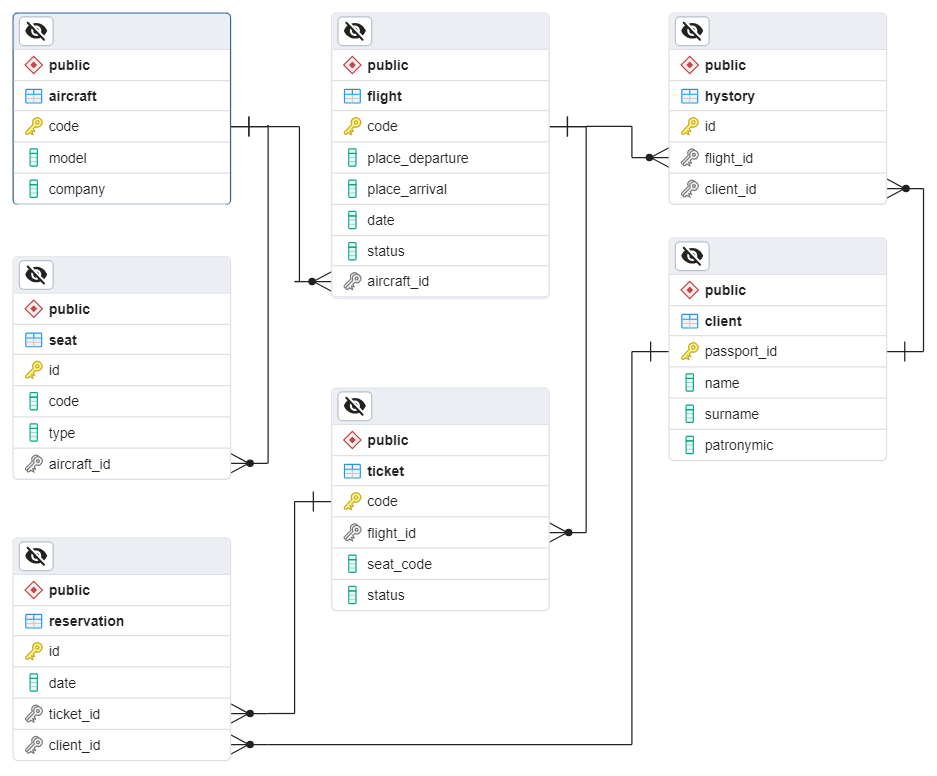 public
aircraft
code
model
company
public
flight
code
place_departure
place_arrival
date
status
aircraft_id
public
hystory
id
flight_id
client_id
public
seat
id
code
type
aircraft_id
public
client
passport_id
name
surname
patronymic
public
ticket
code
flight_id
seat_code
status
public
reservation
id
date
ticket_id
client_id